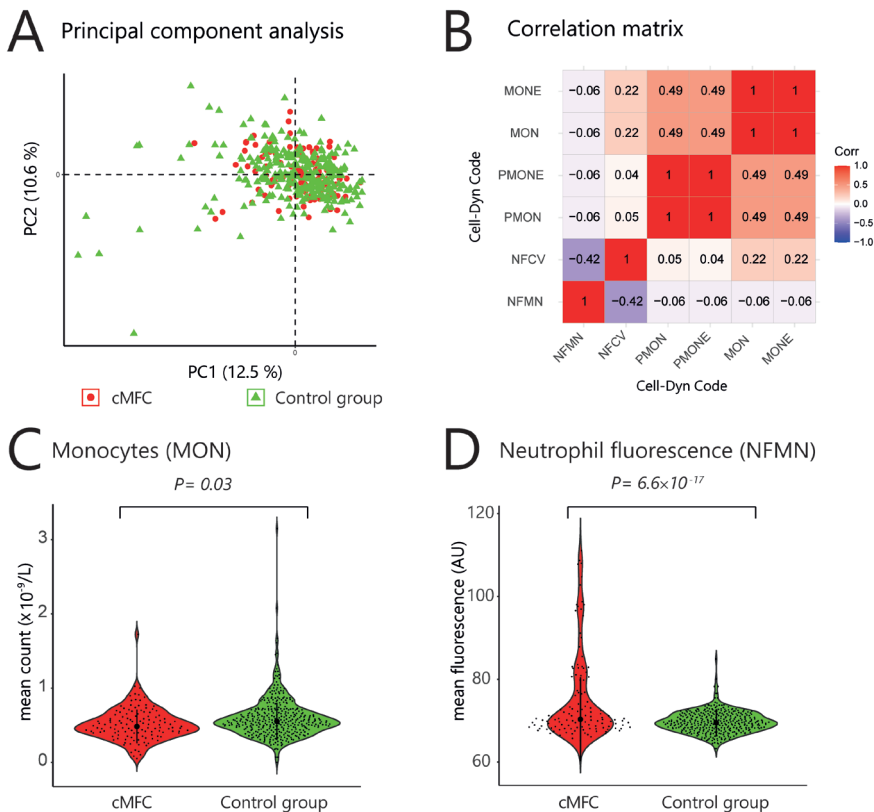 A Principal component analysis
PC2 (10.6 %)
0
0
PC1 (12.5 %)
cMFC
Control group
B Correlation matrix
Cell-Dyn Code
MONE −0.06 0.22 0.49 0.49 1 1
MON −0.06 0.22 0.49 0.49 1 1
PMONE −0.06 0.04 1 1 0.49 0.49
PMON −0.06 0.05 1 1 0.49 0.49
NFCV −0.42 1 0.05 0.04 0.22 0.22
NFMN 1 −0.42 −0.06 −0.06 −0.06 −0.06
NFMN NFCV PMON PMONE MON MONE
Cell-Dyn Code
Corr
1.0
0.5
0.0
−0.5
−1.0
C Monocytes (MON)
P= 0.03
mean count (x10⁻⁹/L)
3
2
1
0
cMFC Control group
D Neutrophil fluorescence (NFMN)
P= 6.6×10⁻¹⁷
mean fluorescence (AU)
120
100
80
60
cMFC Control group